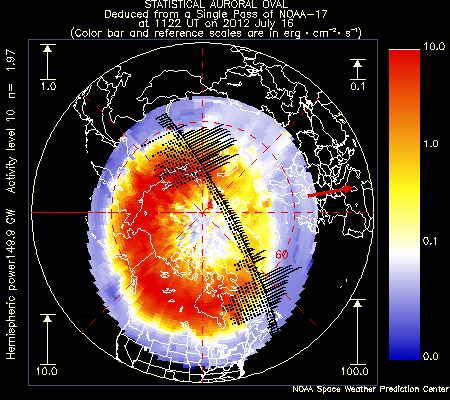 STATISTICAL AURORAL OVAL
Deduced from a Single Pass of NOAA-17
at 1122 UT on 2012 July 16
(Color bar and reference scales are in erg · cm⁻² · s⁻¹)
1.0
0.1
10.0
1.0
0.1
0.0
60
10.0
100.0
Hemispheric power149.9 GW Activity level 10 n= 1.97
NOAA Space Weather Prediction Center